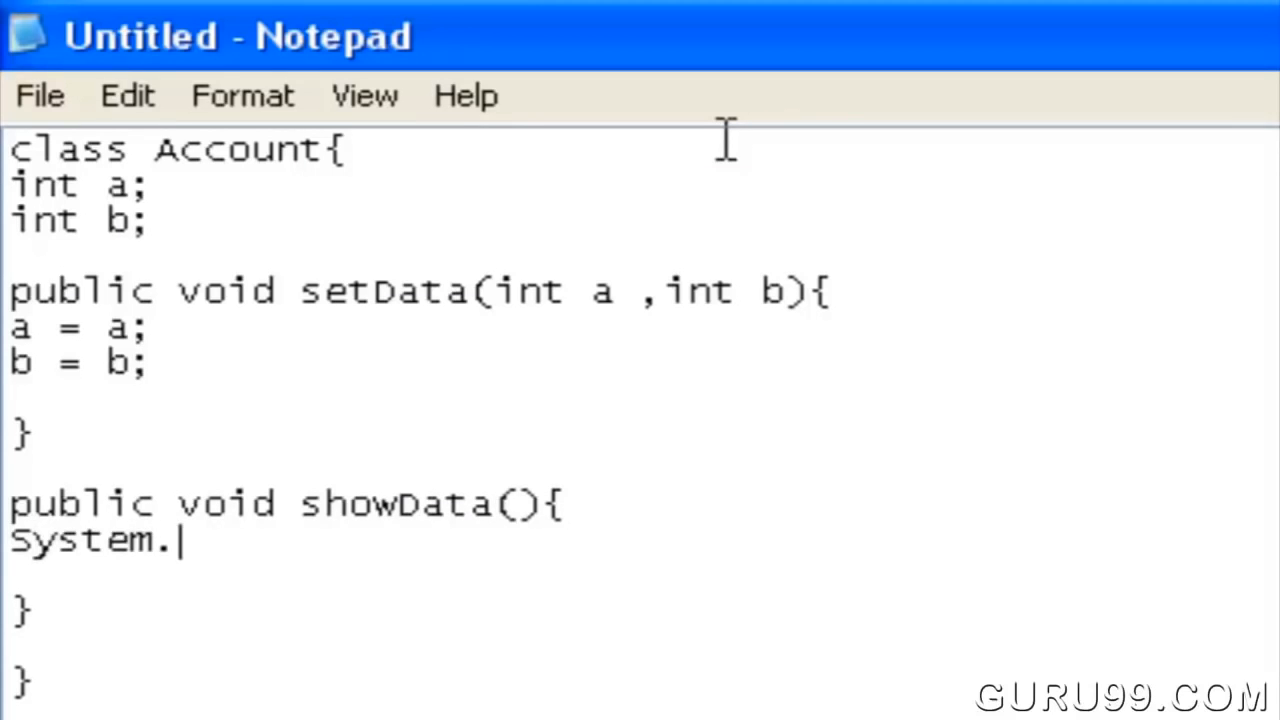 Untitled - Notepad
File Edit Format View Help
class Account{
int a;
int b;
public void setData(int a ,int b){
a = a;
b = b;
}
public void showData(){
System.
}
}
GURU99.COM